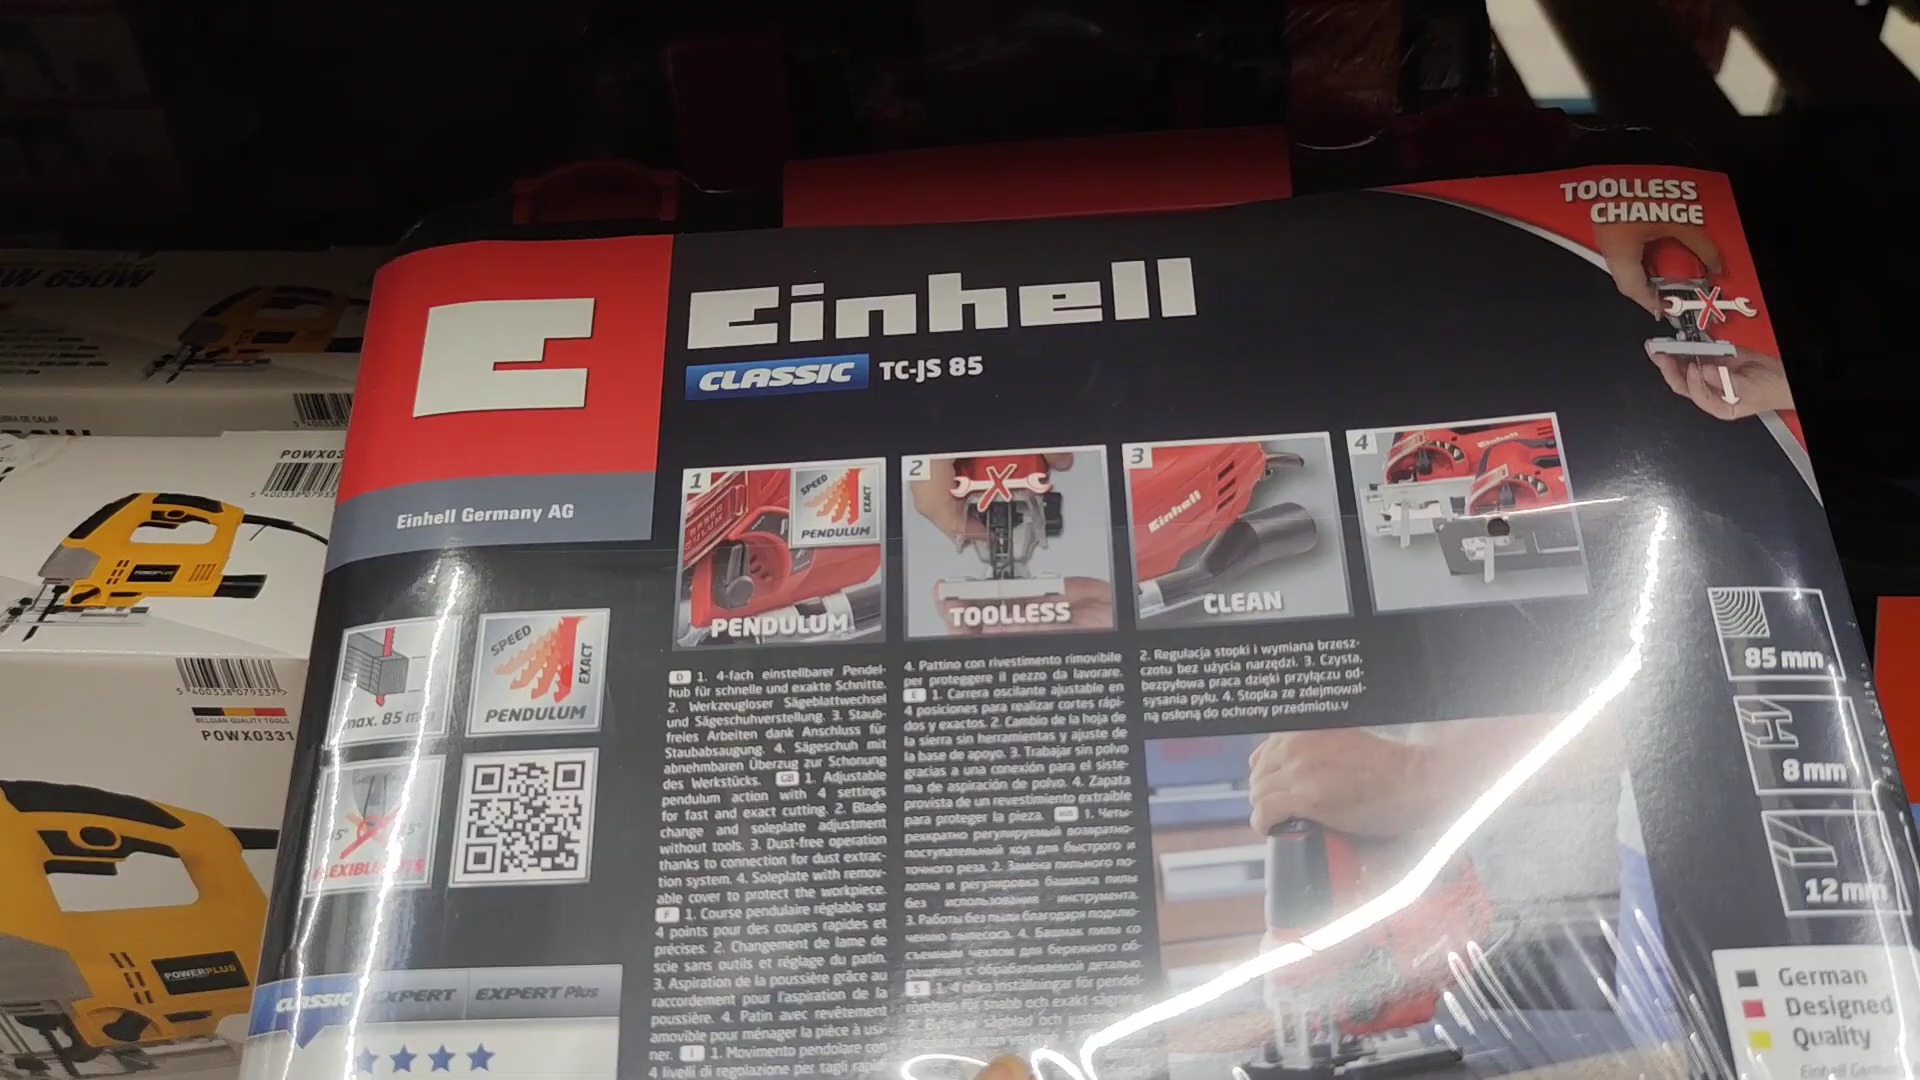 TOOLLESS
CHANGE
Einhell
CLASSIC TC-JS 85
Einhell Germany AG
1
SPEED
EXACT
PENDULUM
PENDULUM
2
TOOLLESS
3
Einhell
CLEAN
4
Einhell
max. 85 mm
SPEED
EXACT
PENDULUM
D 1. 4-fach einstellbarer Pendel-
hub für schnelle und exakte Schnitte.
2. Werkzeugloser Sägeblattwechsel
und Sägeschuhverstellung. 3. Staub-
freies Arbeiten dank Anschluss für
Staubabsaugung. 4. Sägeschuh mit
abnehmbaren Überzug zur Schonung
des Werkstücks. GB 1. Adjustable
pendulum action with 4 settings
for fast and exact cutting. 2. Blade
change and soleplate adjustment
without tools. 3. Dust-free operation
thanks to connection for dust extrac-
tion system. 4. Soleplate with remov-
able cover to protect the workpiece.
F 1. Course pendulaire réglable sur
4 points pour des coupes rapides et
précises. 2. Changement de lame de
scie sans outils et réglage du patin.
3. Aspiration de la poussière grâce au
raccordement pour l'aspiration de la
poussière. 4. Patin avec revêtement
amovible pour ménager la pièce à usi-
ner. I 1. Movimento pendolare con
4 livelli di regolazione per tagli rapidi
4. Pattino con rivestimento rimovibile
per proteggere il pezzo da lavorare.
E 1. Carrera oscilante ajustable en
4 posiciones para realizar cortes rápi-
dos y exactos. 2. Cambio de la hoja de
la sierra sin herramientas y ajuste de
la base de apoyo. 3. Trabajar sin polvo
gracias a una conexión para el siste-
ma de aspiración de polvo. 4. Zapata
provista de un revestimiento extraíble
para proteger la pieza. RUS 1. Четы-
рехкратно регулируемый возвратно-
поступательный ход для быстрого и
точного реза. 2. Замена пильного по-
лотна и регулировка башмака пилы
без использования инструмента.
3. Работы без пыли благодаря подклю-
чению пылесоса. 4. Башмак пилы со
съемным чехлом для бережного об-
ращения с обрабатываемой деталью.
S 1. 4 olika inställningar för pendel-
rörelsen för snabb och exakt sågning
2. Regulacja stopki i wymiana brzesz-
czotu bez użycia narzędzi. 3. Czysta,
bezpyłowa praca dzięki przyłączu od-
sysania pyłu. 4. Stopka ze zdejmowal-
ną osłoną do ochrony przedmiotu.v
85 mm
8 mm
12 mm
CLASSIC EXPERT EXPERT Plus
German
Designed
Quality
650W
POWX03
POWERPLUS
5 400338 079337
BELGIAN QUALITY TOOLS
POWX0331
POWERPLUS